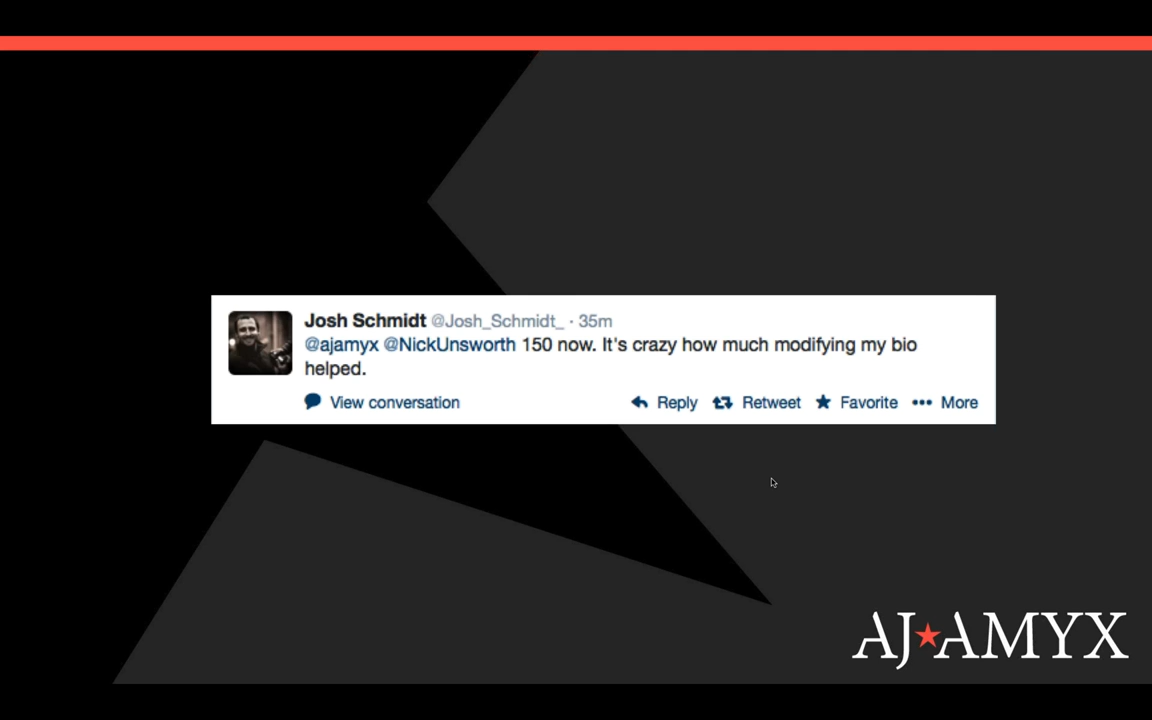 Josh Schmidt @Josh_Schmidt_ · 35m
@ajamyx @NickUnsworth 150 now. It's crazy how much modifying my bio
helped.
View conversation Reply Retweet Favorite More
AJ★AMYX